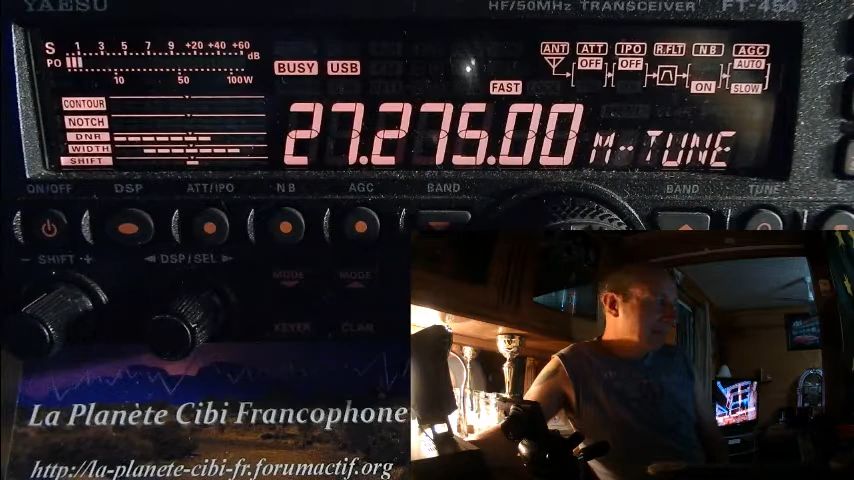 YAESU
HF/50MHz TRANSCEIVER FT-450
S 1 3 5 7 9 +20 +40 +60 dB
PO 10 50 100W
BUSY USB
FAST
ANT ATT IPO R.FLT NB AGC
OFF OFF AUTO
ON SLOW
CONTOUR
NOTCH
DNR
WIDTH
SHIFT
27.275.00 M-TUNE
ON/OFF DSP ATT/IPO NB AGC BAND BAND TUNE
- SHIFT + ◀DSP/SEL▶
MODE MODE
KEYER CLAR
La Planète Cibi Francophone
http://la-planete-cibi-fr.forumactif.org